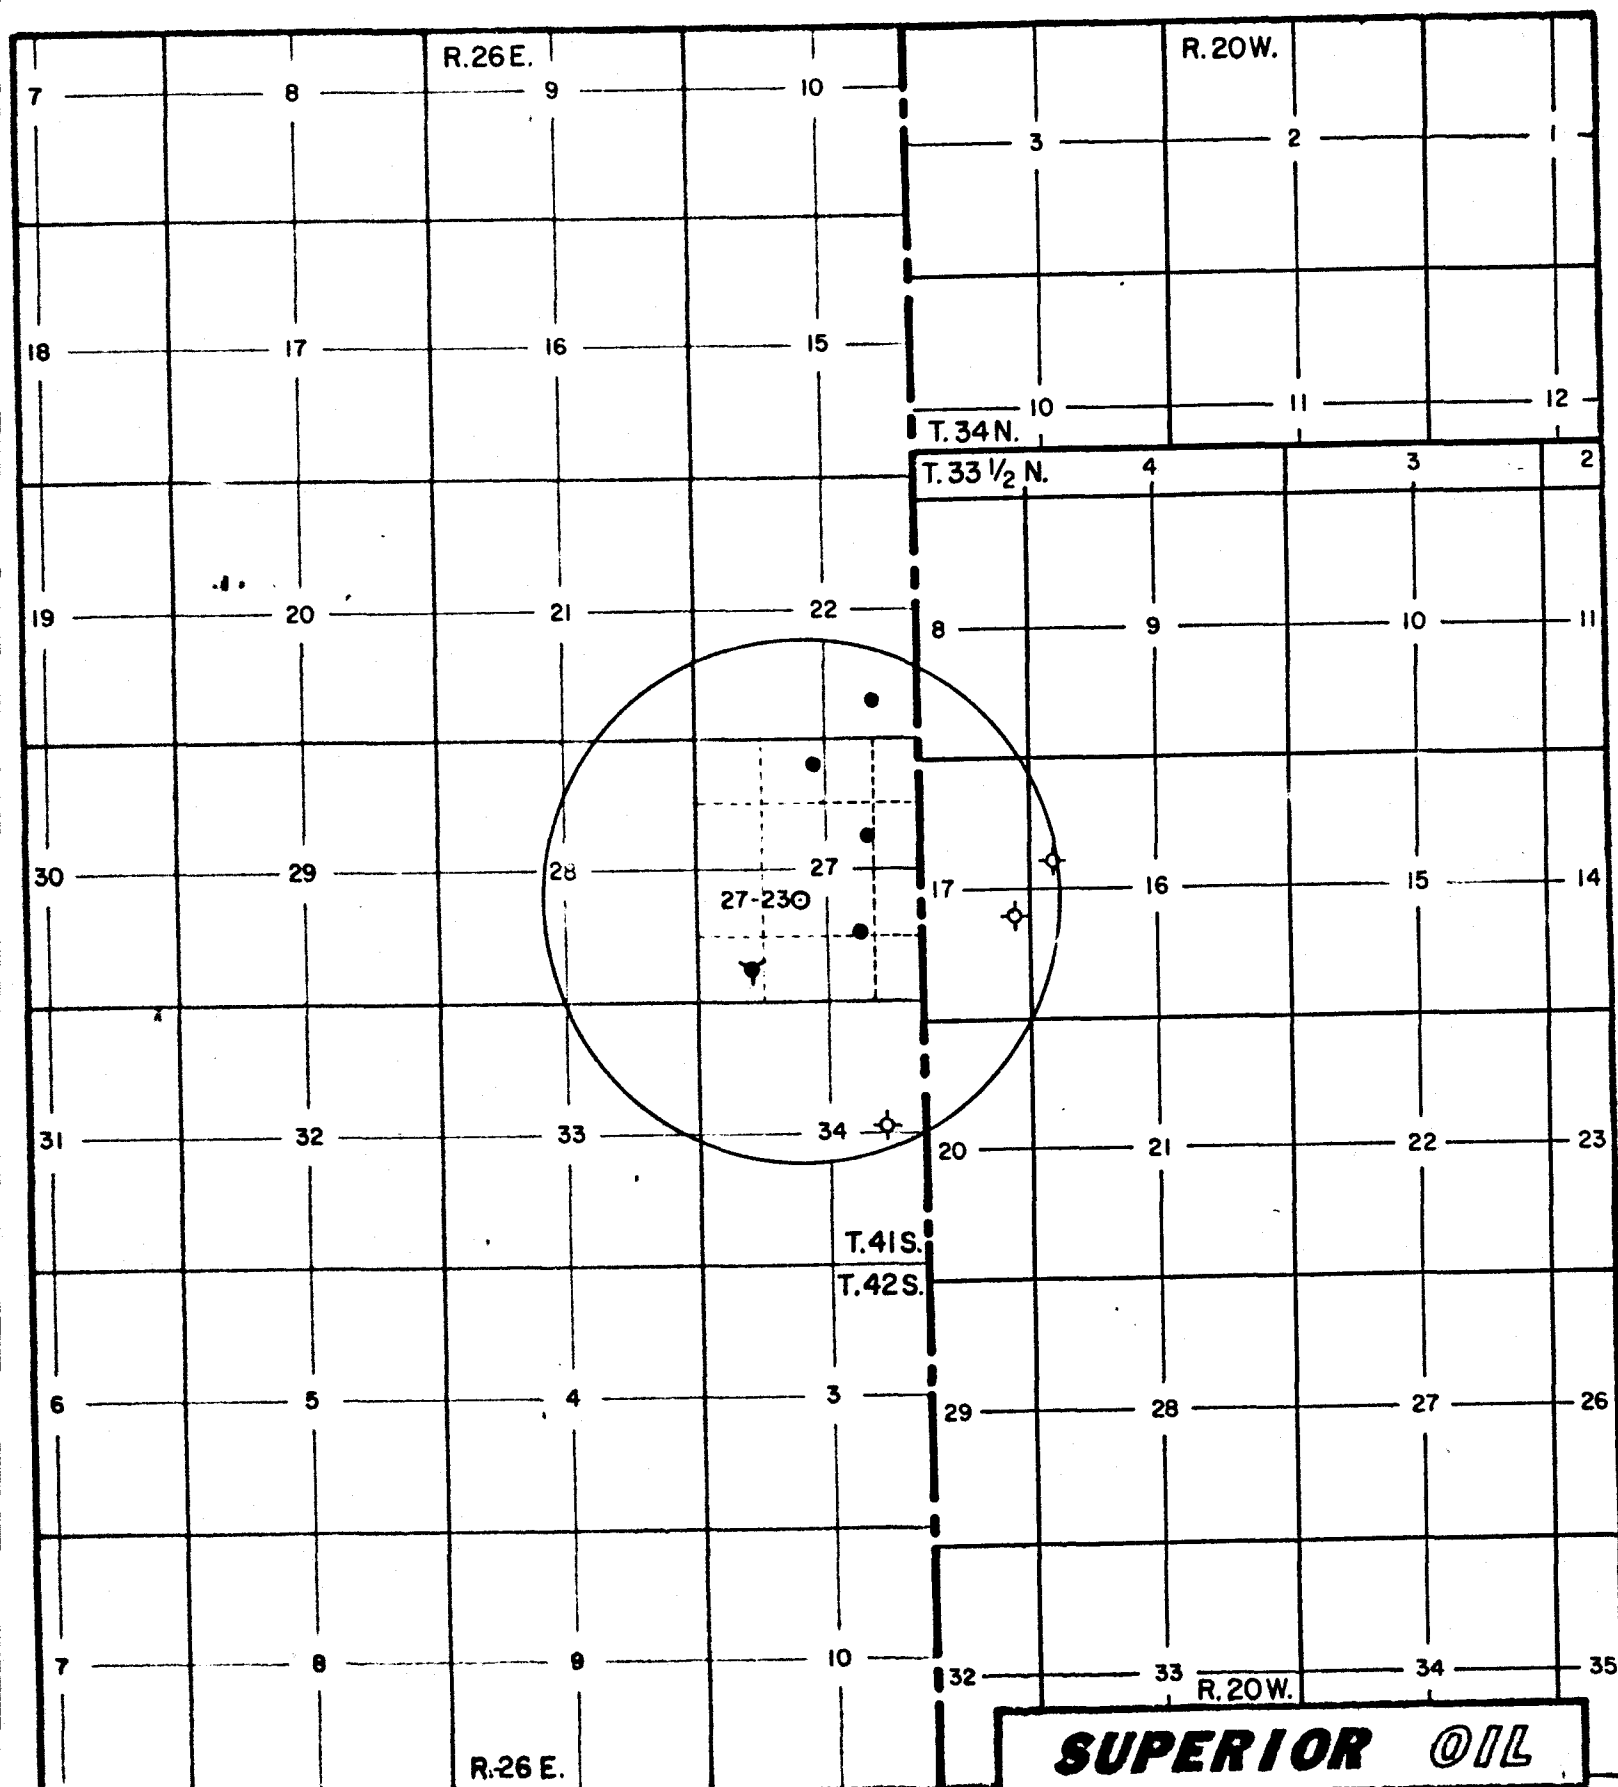 R.26E. R.20W.
7 8 9 10
3 2 1
18 17 16 15
10 11 12
T.34N.
T.33 1/2 N. 4 3 2
19 20 21 22
8 9 10 11
30 29 28 27
17 16 15 14
27-23
31 32 33 34
20 21 22 23
T.41S.
T.42S.
6 5 4 3
29 28 27 26
7 8 9 10
32 33 34 35
R.20W.
SUPERIOR OIL
R.26E.